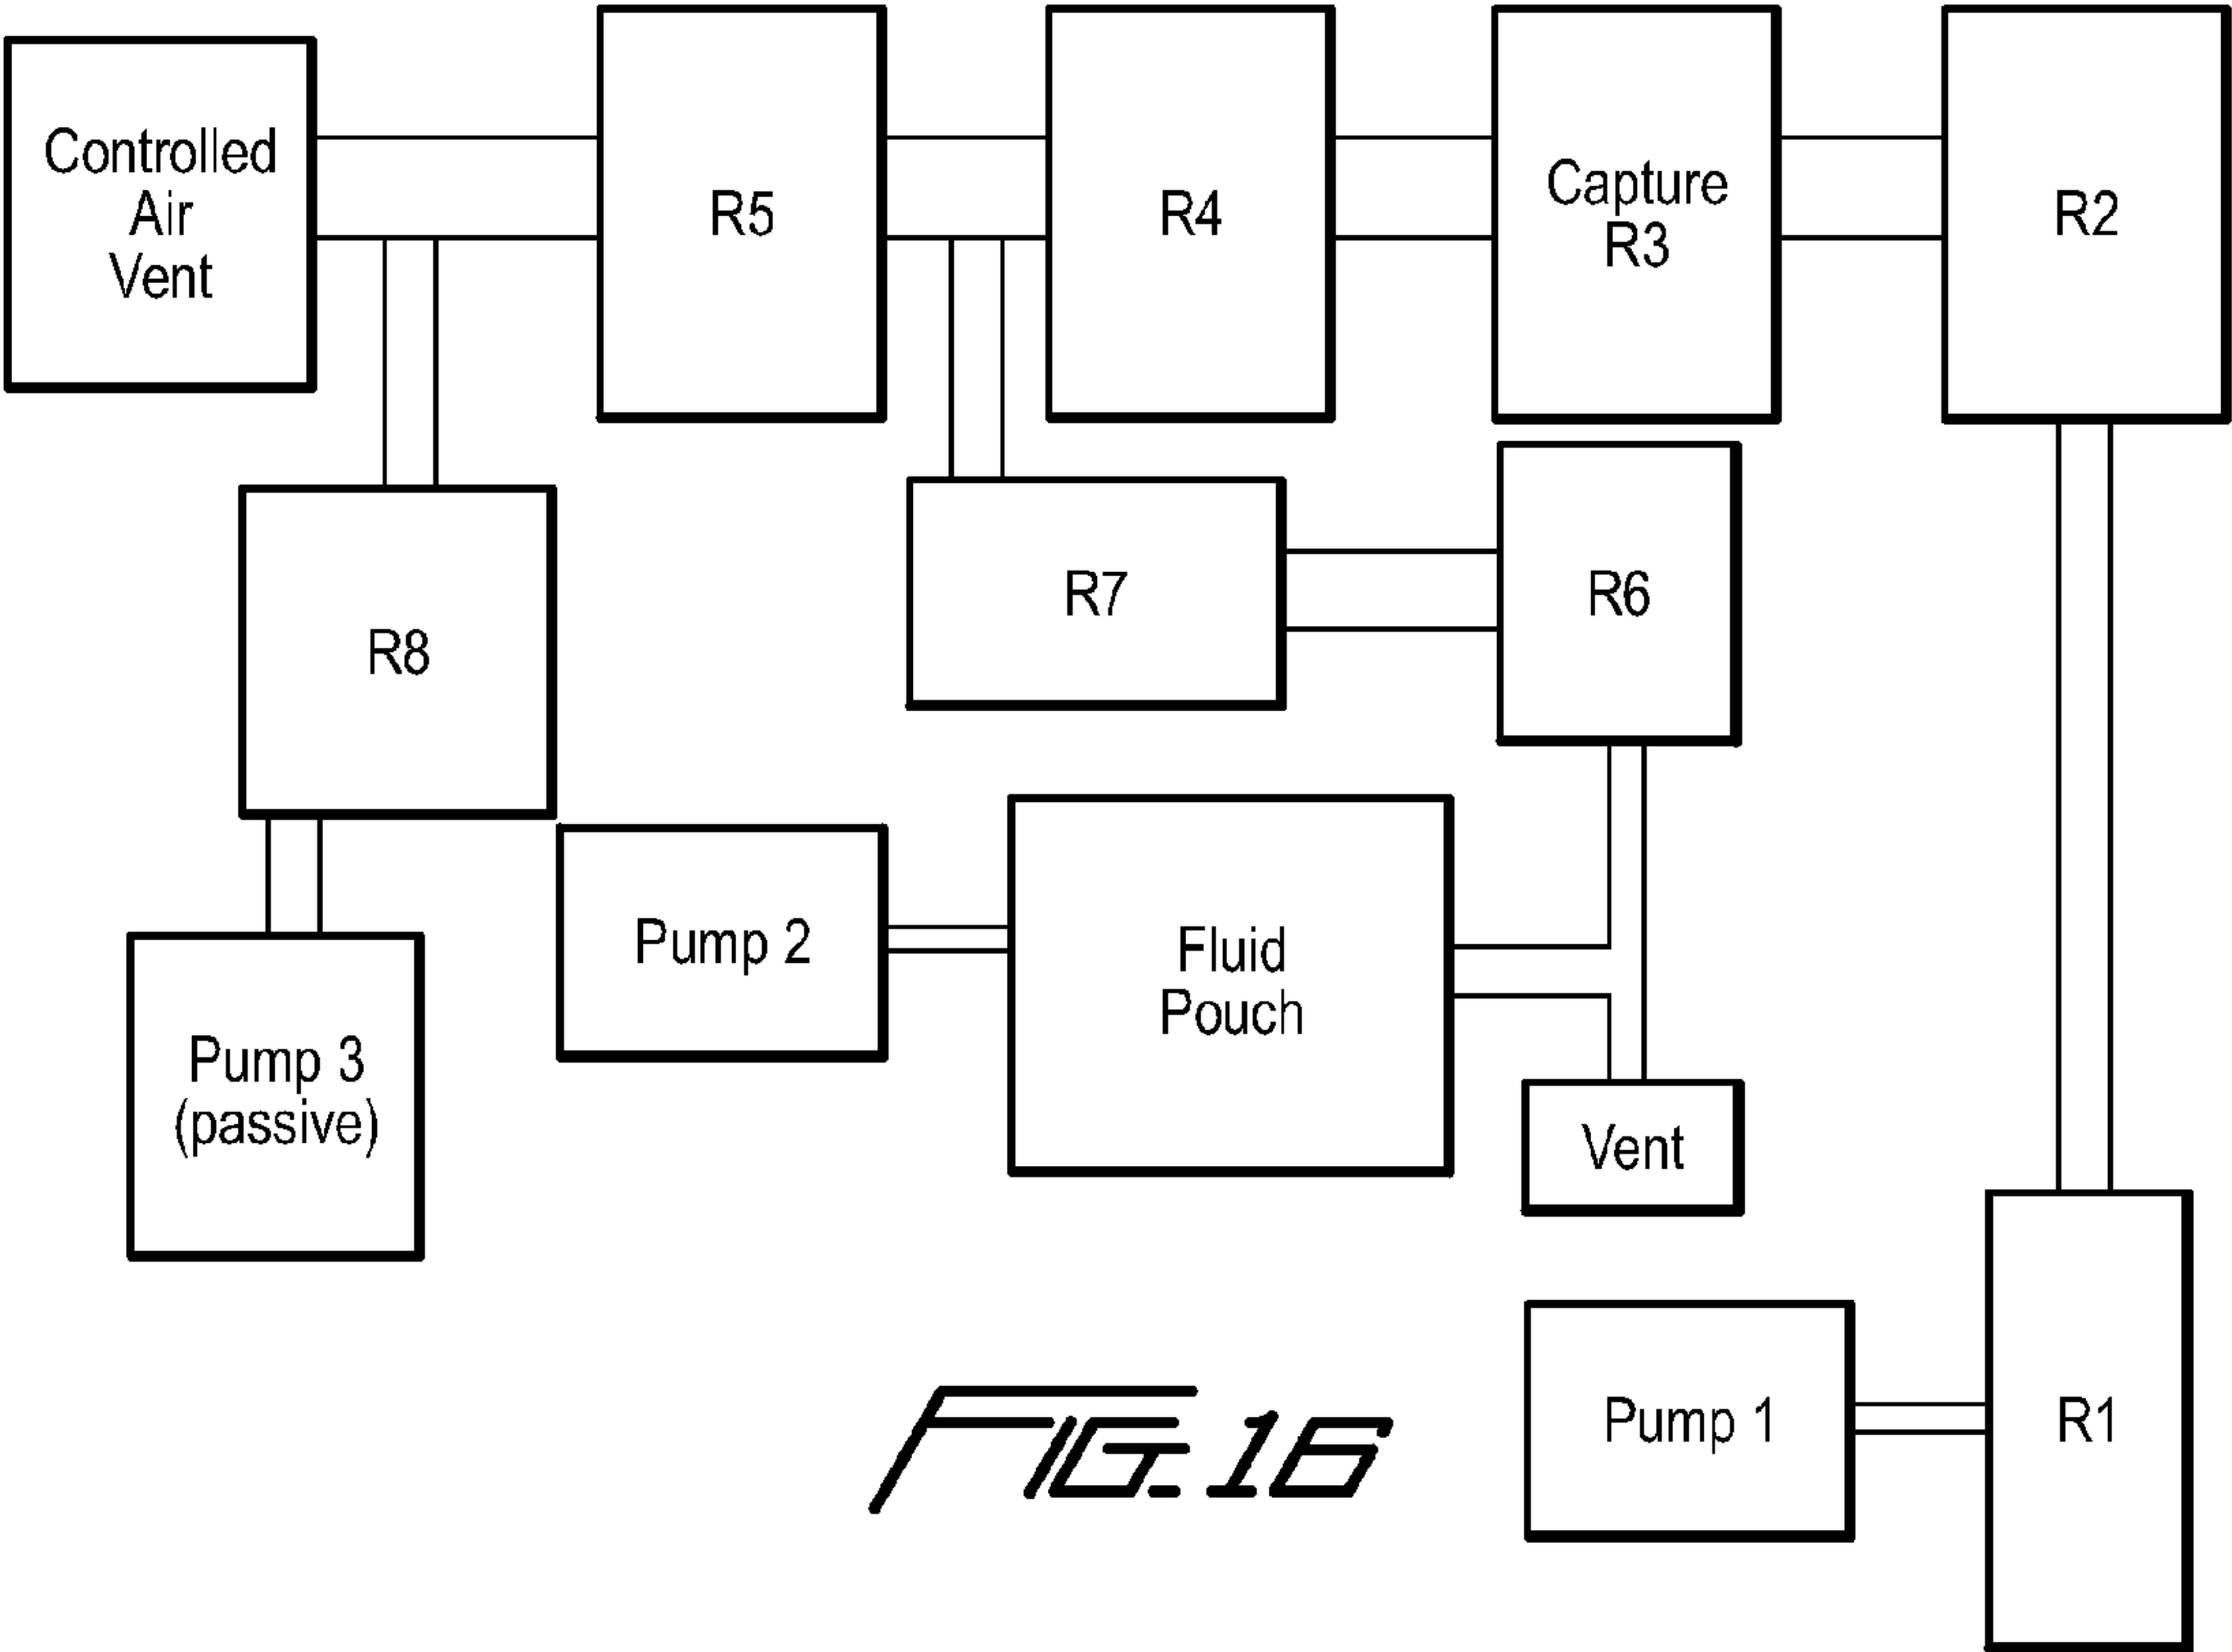 Controlled
Air
Vent
R5
R4
Capture
R3
R2
R8
R7
R6
Pump 2
Fluid
Pouch
Pump 3
(passive)
Vent
Pump 1
R1
FIG. 16